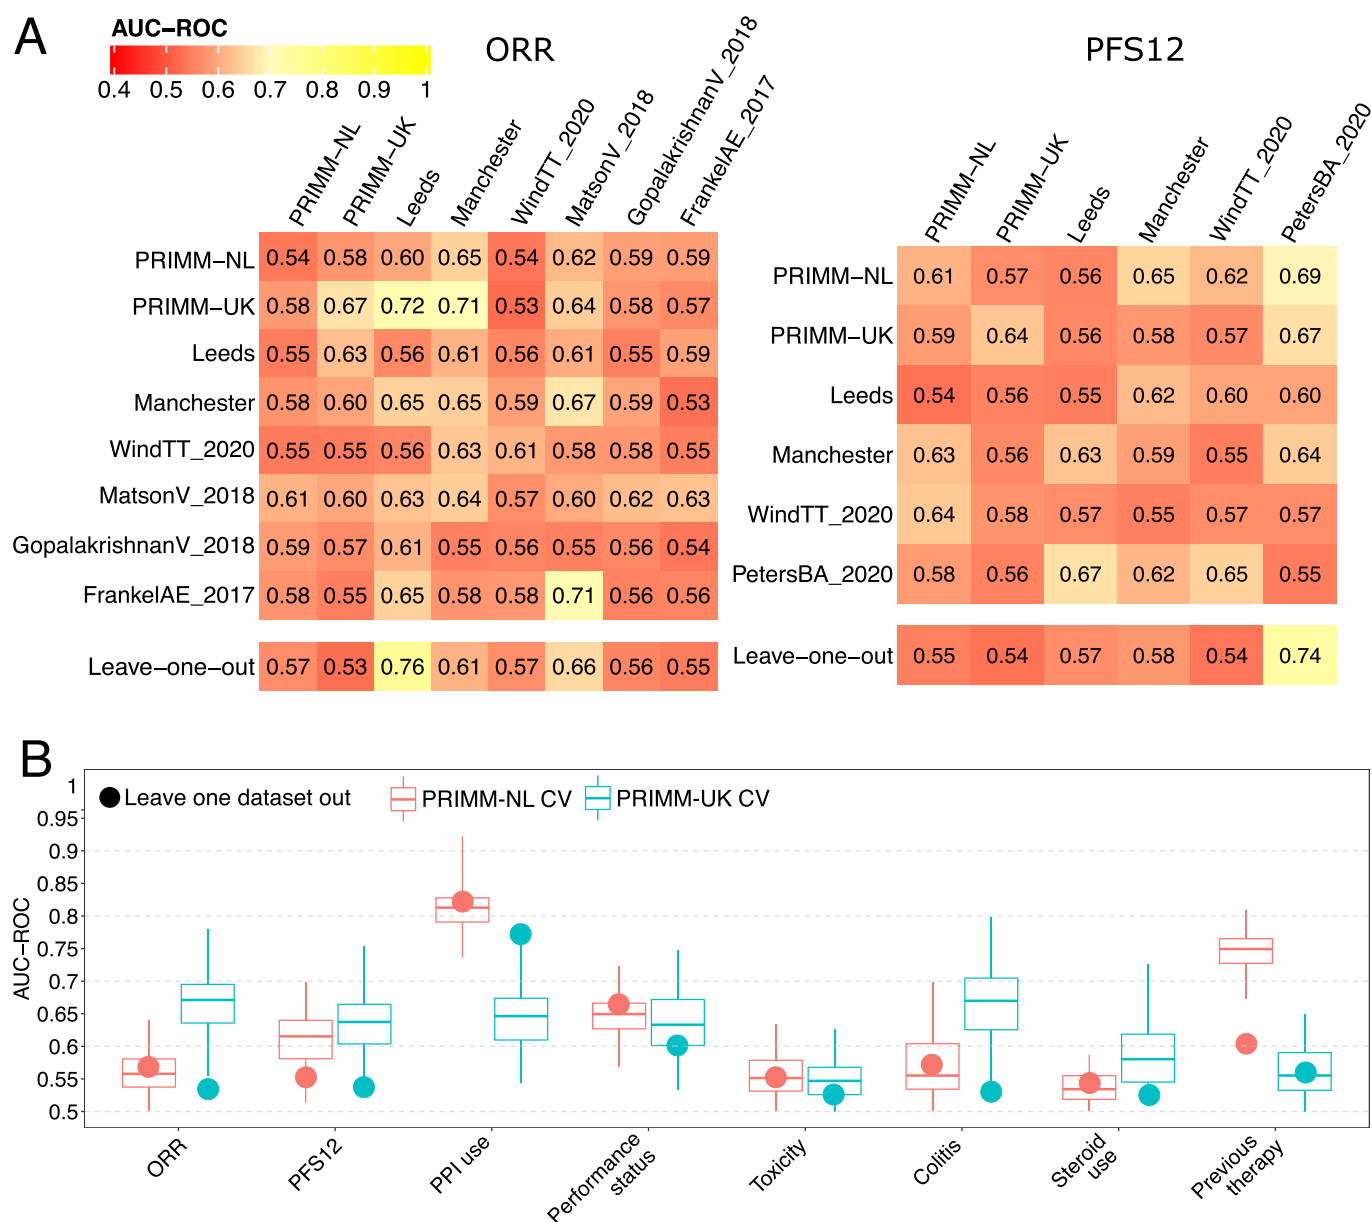 A
AUC−ROC
0.4 0.5 0.6 0.7 0.8 0.9 1
ORR
PRIMM-NL PRIMM-UK Leeds Manchester WindTT_2020 MatsonV_2018 GopalakrishnanV_2018 FrankelAE_2017
PRIMM−NL 0.54 0.58 0.60 0.65 0.54 0.62 0.59 0.59
PRIMM−UK 0.58 0.67 0.72 0.71 0.53 0.64 0.58 0.57
Leeds 0.55 0.63 0.56 0.61 0.56 0.61 0.55 0.59
Manchester 0.58 0.60 0.65 0.65 0.59 0.67 0.59 0.53
WindTT_2020 0.55 0.55 0.56 0.63 0.61 0.58 0.58 0.55
MatsonV_2018 0.61 0.60 0.63 0.64 0.57 0.60 0.62 0.63
GopalakrishnanV_2018 0.59 0.57 0.61 0.55 0.56 0.55 0.56 0.54
FrankelAE_2017 0.58 0.55 0.65 0.58 0.58 0.71 0.56 0.56
Leave−one−out 0.57 0.53 0.76 0.61 0.57 0.66 0.56 0.55
PFS12
PRIMM-NL PRIMM-UK Leeds Manchester WindTT_2020 PetersBA_2020
PRIMM−NL 0.61 0.57 0.56 0.65 0.62 0.69
PRIMM−UK 0.59 0.64 0.56 0.58 0.57 0.67
Leeds 0.54 0.56 0.55 0.62 0.60 0.60
Manchester 0.63 0.56 0.63 0.59 0.55 0.64
WindTT_2020 0.64 0.58 0.57 0.55 0.57 0.57
PetersBA_2020 0.58 0.56 0.67 0.62 0.65 0.55
Leave−one−out 0.55 0.54 0.57 0.58 0.54 0.74
B
Leave one dataset out PRIMM-NL CV PRIMM-UK CV
AUC−ROC
1
0.95
0.9
0.85
0.8
0.75
0.7
0.65
0.6
0.55
0.5
ORR
PFS12
PPI use
Performance
status
Toxicity
Colitis
Steroid
use
Previous
therapy